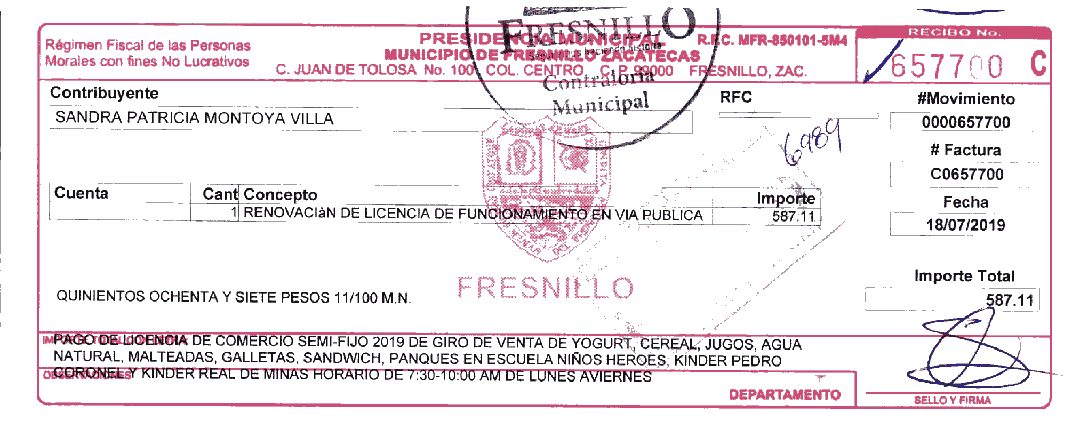 FRESNILLO
Contraloría
Municipal
Régimen Fiscal de las Personas
Morales con fines No Lucrativos
PRESIDENCIA MUNICIPAL
MUNICIPIO DE FRESNILLO ZACATECAS
C. JUAN DE TOLOSA No. 100 COL. CENTRO C.P. 99000 FRESNILLO, ZAC.
R.F.C. MFR-850101-5M4
RECIBO No.
657700 C
Contribuyente
SANDRA PATRICIA MONTOYA VILLA
RFC
#Movimiento
0000657700
6989
# Factura
C0657700
Cuenta Cant Concepto Importe
1 RENOVACIàN DE LICENCIA DE FUNCIONAMIENTO EN VIA PUBLICA 587.11
Fecha
18/07/2019
FRESNILLO
Importe Total
587.11
QUINIENTOS OCHENTA Y SIETE PESOS 11/100 M.N.
PAGO DE LICENCIA DE COMERCIO SEMI-FIJO 2019 DE GIRO DE VENTA DE YOGURT, CEREAL, JUGOS, AGUA
NATURAL, MALTEADAS, GALLETAS, SANDWICH, PANQUES EN ESCUELA NIÑOS HEROES, KINDER PEDRO
CORONEL Y KINDER REAL DE MINAS HORARIO DE 7:30-10:00 AM DE LUNES AVIERNES
OBSERVACIONES
DEPARTAMENTO
SELLO Y FIRMA